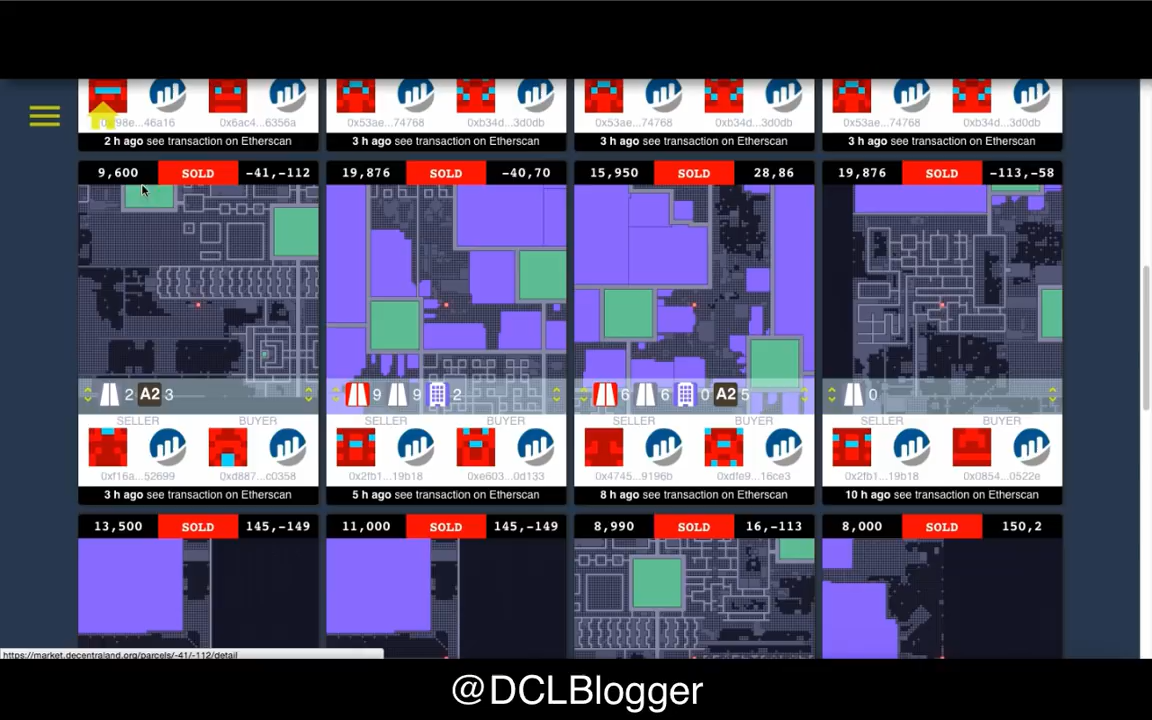 0x6ac4...6356a
0x53ae...74768
0xb34d...3d0db
0x53ae...74768
0xb34d...3d0db
0x53ae...74768
0xb34d...3d0db
2 h ago see transaction on Etherscan
3 h ago see transaction on Etherscan
3 h ago see transaction on Etherscan
3 h ago see transaction on Etherscan
9,600 SOLD -41,-112
19,876 SOLD -40,70
15,950 SOLD 28,86
19,876 SOLD -113,-58
2 A2 3
9 9 2
6 6 0 A2 5
0
SELLER BUYER
SELLER BUYER
SELLER BUYER
SELLER BUYER
0xf16a...52699 0xd887...c0358
0x2fb1...19b18 0xe603...0d133
0x4745...9196b 0xdfe9...16ce3
0x2fb1...19b18 0x0854...0522e
3 h ago see transaction on Etherscan
5 h ago see transaction on Etherscan
8 h ago see transaction on Etherscan
10 h ago see transaction on Etherscan
13,500 SOLD 145,-149
11,000 SOLD 145,-149
8,990 SOLD 16,-113
8,000 SOLD 150,2
https://market.decentraland.org/parcels/-41/-112/detail
@DCLBlogger